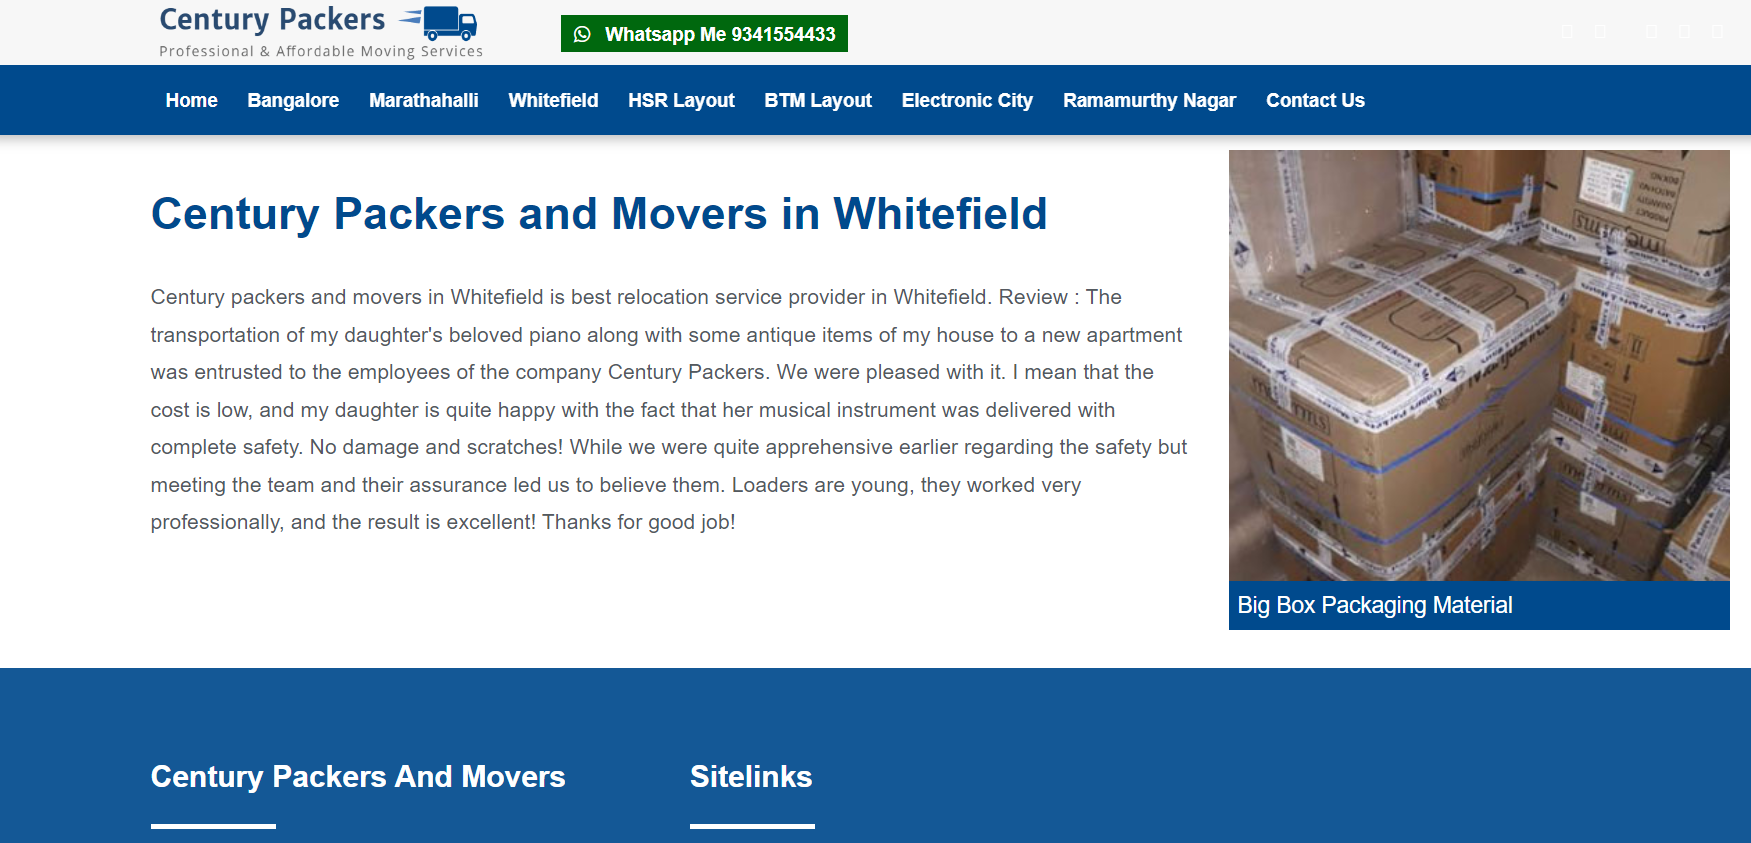 Century Packers
Professional & Affordable Moving Services
Whatsapp Me 9341554433
Home Bangalore Marathahalli Whitefield HSR Layout BTM Layout Electronic City Ramamurthy Nagar Contact Us
Century Packers and Movers in Whitefield
Century packers and movers in Whitefield is best relocation service provider in Whitefield. Review : The
transportation of my daughter's beloved piano along with some antique items of my house to a new apartment
was entrusted to the employees of the company Century Packers. We were pleased with it. I mean that the
cost is low, and my daughter is quite happy with the fact that her musical instrument was delivered with
complete safety. No damage and scratches! While we were quite apprehensive earlier regarding the safety but
meeting the team and their assurance led us to believe them. Loaders are young, they worked very
professionally, and the result is excellent! Thanks for good job!
PRODUCT
QUANTITY
BATCH NO.
BOX NO.
Big Box Packaging Material
Century Packers And Movers
Sitelinks